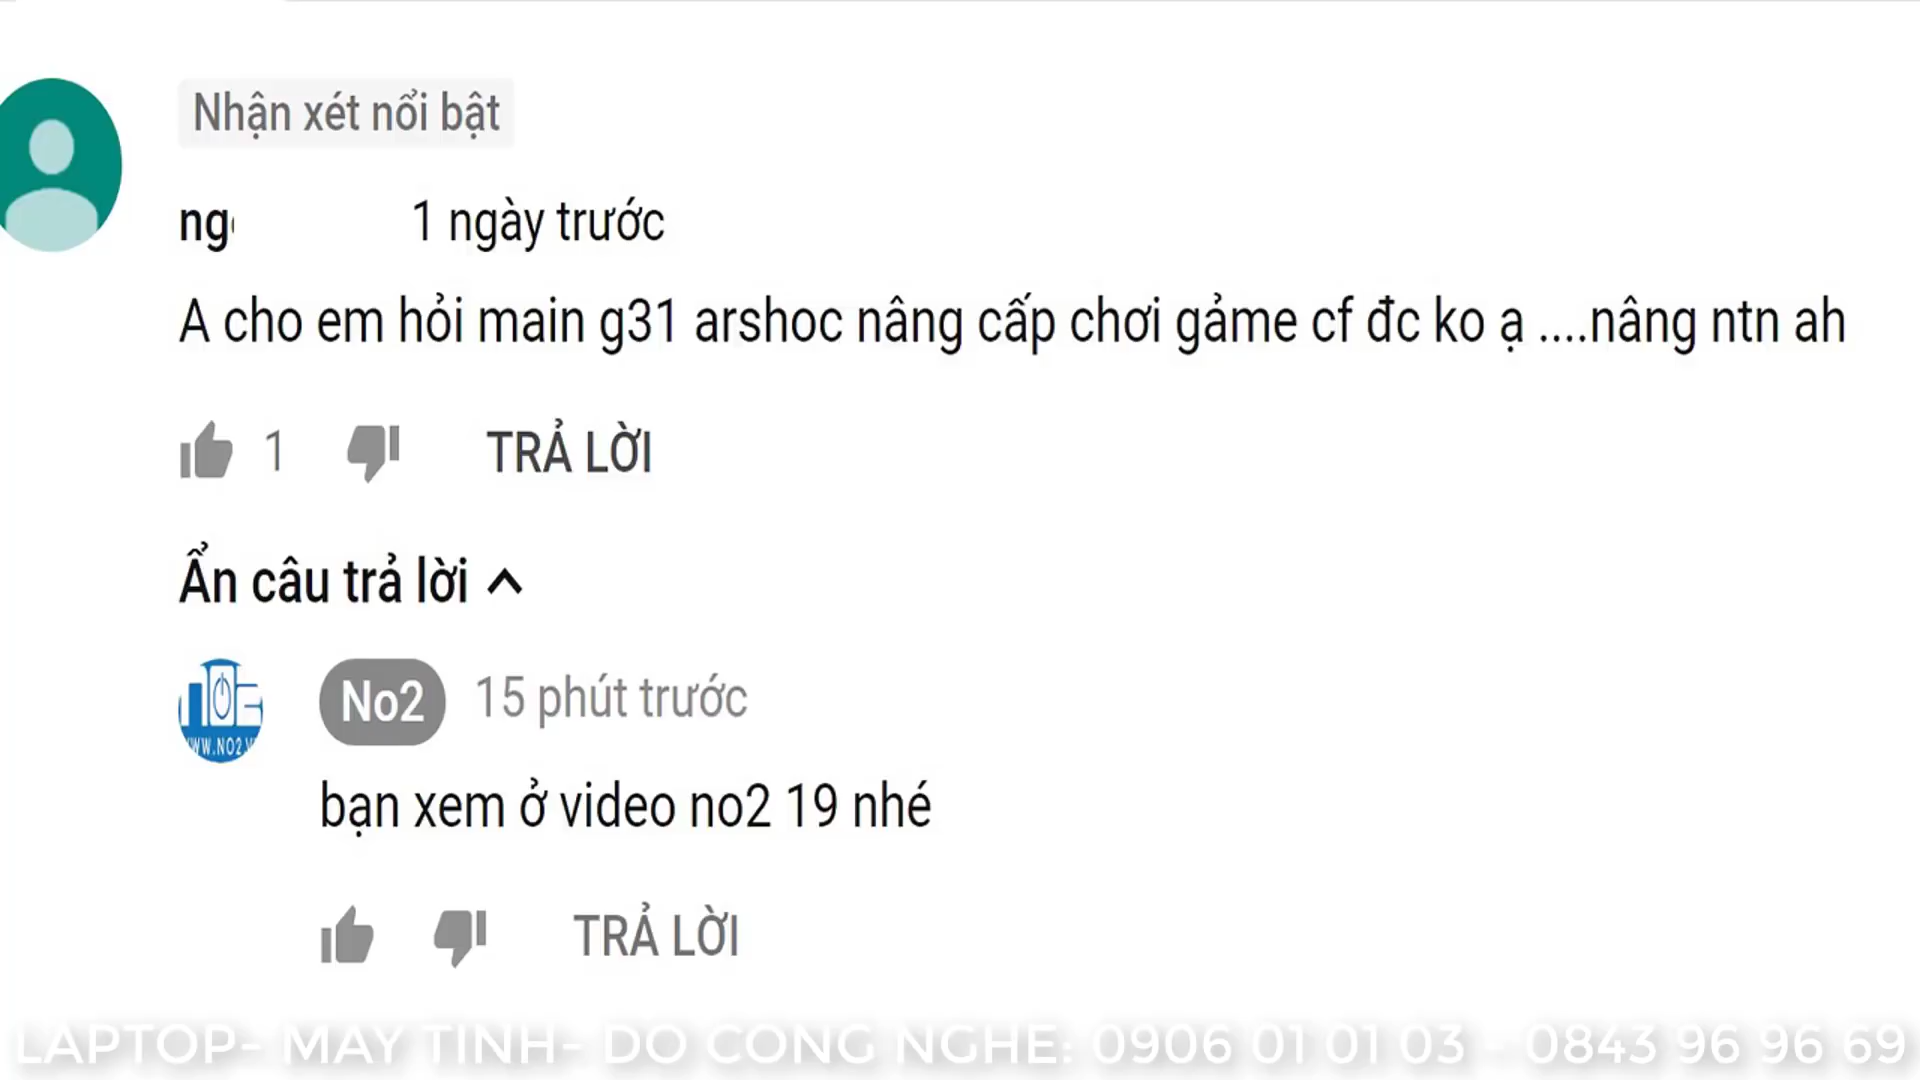 Nhận xét nổi bật
1 ngày trước
A cho em hỏi main g31 arshoc nâng cấp chơi gảme cf đc ko ạ ....nâng ntn ah
1
TRẢ LỜI
Ẩn câu trả lời
No2 15 phút trước
WW.NO2.V
bạn xem ở video no2 19 nhé
TRẢ LỜI
LAPTOP- MAY TINH- DO CONG NGHE: 0906 01 01 03 - 0843 96 96 69